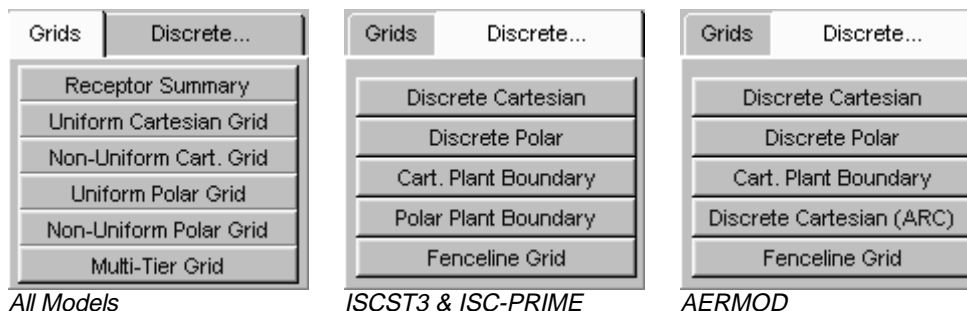 Grids Discrete...
Receptor Summary
Uniform Cartesian Grid
Non-Uniform Cart. Grid
Uniform Polar Grid
Non-Uniform Polar Grid
Multi-Tier Grid
All Models
Grids Discrete...
Discrete Cartesian
Discrete Polar
Cart. Plant Boundary
Polar Plant Boundary
Fenceline Grid
ISCST3 & ISC-PRIME
Grids Discrete...
Discrete Cartesian
Discrete Polar
Cart. Plant Boundary
Discrete Cartesian (ARC)
Fenceline Grid
AERMOD